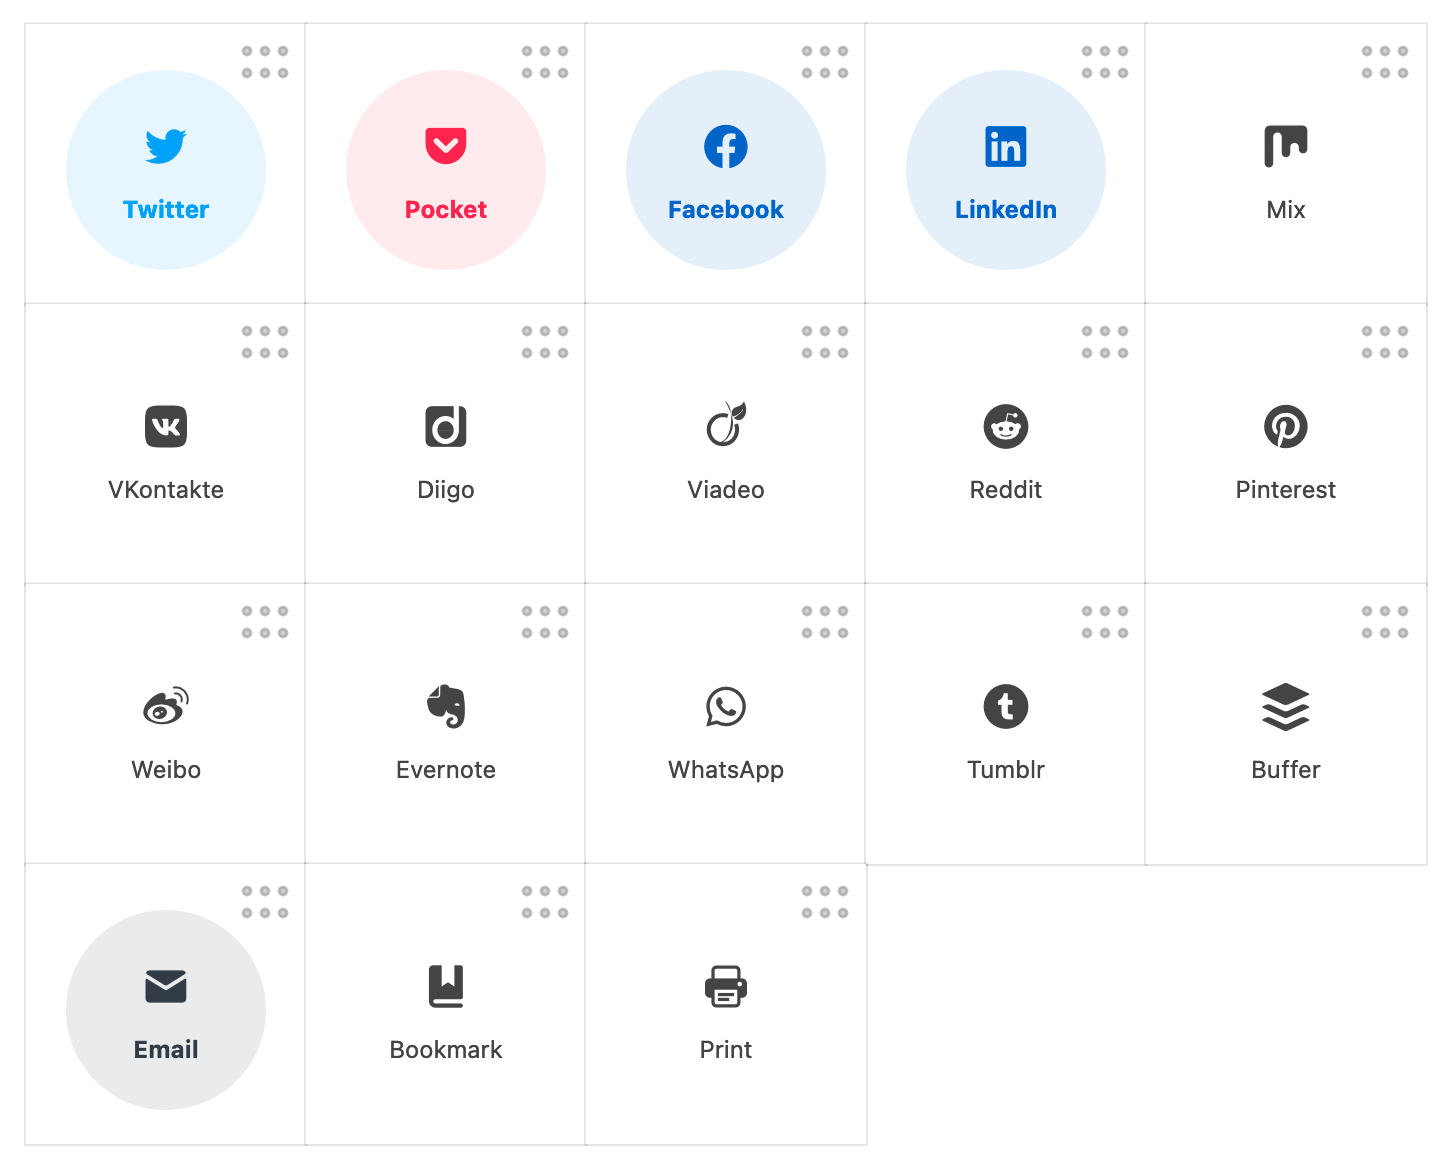 Twitter
Pocket
Facebook
LinkedIn
Mix
VKontakte
Diigo
Viadeo
Reddit
Pinterest
Weibo
Evernote
WhatsApp
Tumblr
Buffer
Email
Bookmark
Print